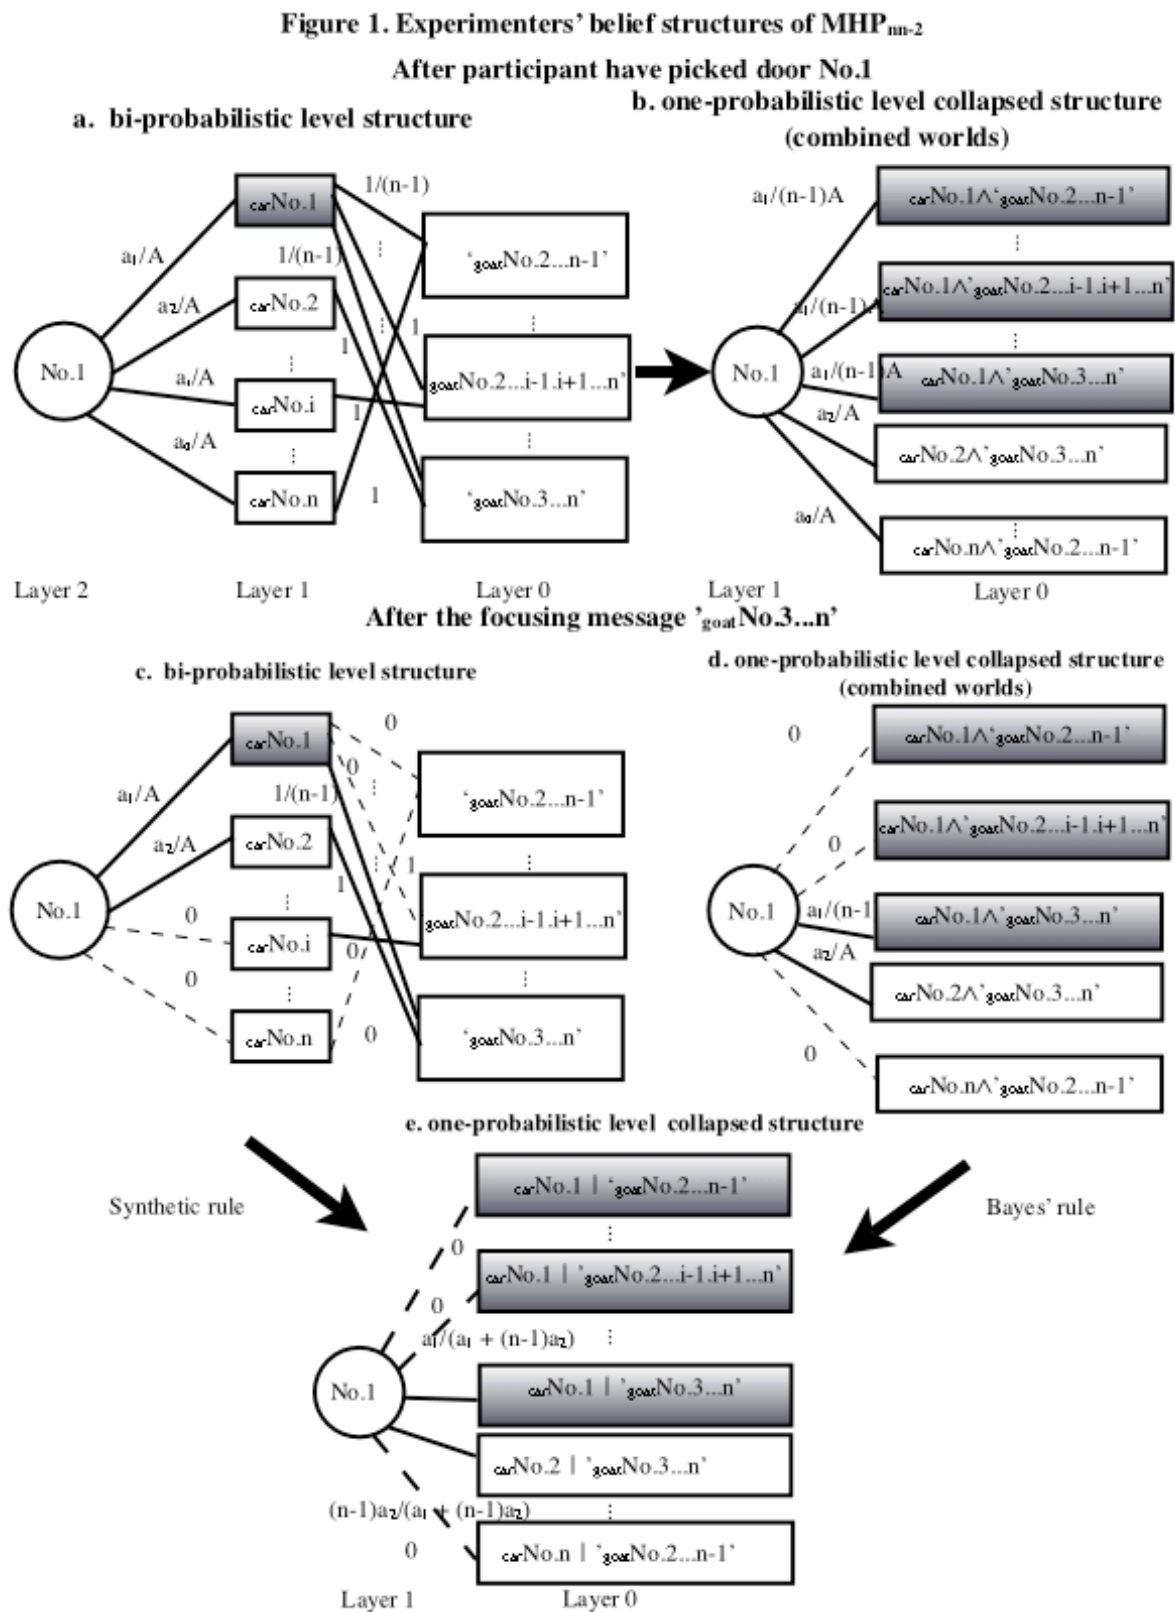 Figure 1. Experimenters' belief structures of MHPnn-2
After participant have picked door No.1
a. bi-probabilistic level structure
b. one-probabilistic level collapsed structure
(combined worlds)
No.1
a₁/A
a₂/A
aᵢ/A
aₙ/A
carNo.1
carNo.2
carNo.i
carNo.n
1/(n-1)
1/(n-1)
1
1
1
1
'goatNo.2...n-1'
goatNo.2...i-1.i+1...n'
'goatNo.3...n'
No.1
a₁/(n-1)A
a₁/(n-1)A
a₁/(n-1)A
a₂/A
aₙ/A
carNo.1∧'goatNo.2...n-1'
carNo.1∧'goatNo.2...i-1.i+1...n'
carNo.1∧'goatNo.3...n'
carNo.2∧'goatNo.3...n'
carNo.n∧'goatNo.2...n-1'
Layer 2 Layer 1 Layer 0
Layer 1 Layer 0
After the focusing message 'goatNo.3...n'
c. bi-probabilistic level structure
d. one-probabilistic level collapsed structure
(combined worlds)
No.1
a₁/A
a₂/A
0
0
carNo.1
carNo.2
carNo.i
carNo.n
0
0
1/(n-1)
1
1
0
0
'goatNo.2...n-1'
goatNo.2...i-1.i+1...n'
'goatNo.3...n'
No.1
0
0
a₁/(n-1
a₂/A
0
carNo.1∧'goatNo.2...n-1'
carNo.1∧'goatNo.2...i-1.i+1...n'
carNo.1∧'goatNo.3...n'
carNo.2∧'goatNo.3...n'
carNo.n∧'goatNo.2...n-1'
e. one-probabilistic level collapsed structure
Synthetic rule
Bayes' rule
No.1
0
0
a₁/(a₁ + (n-1)a₂)
(n-1)a₂/(a₁ + (n-1)a₂)
0
carNo.1 | 'goatNo.2...n-1'
carNo.1 | 'goatNo.2...i-1.i+1...n'
carNo.1 | 'goatNo.3...n'
carNo.2 | 'goatNo.3...n'
carNo.n | 'goatNo.2...n-1'
Layer 1 Layer 0